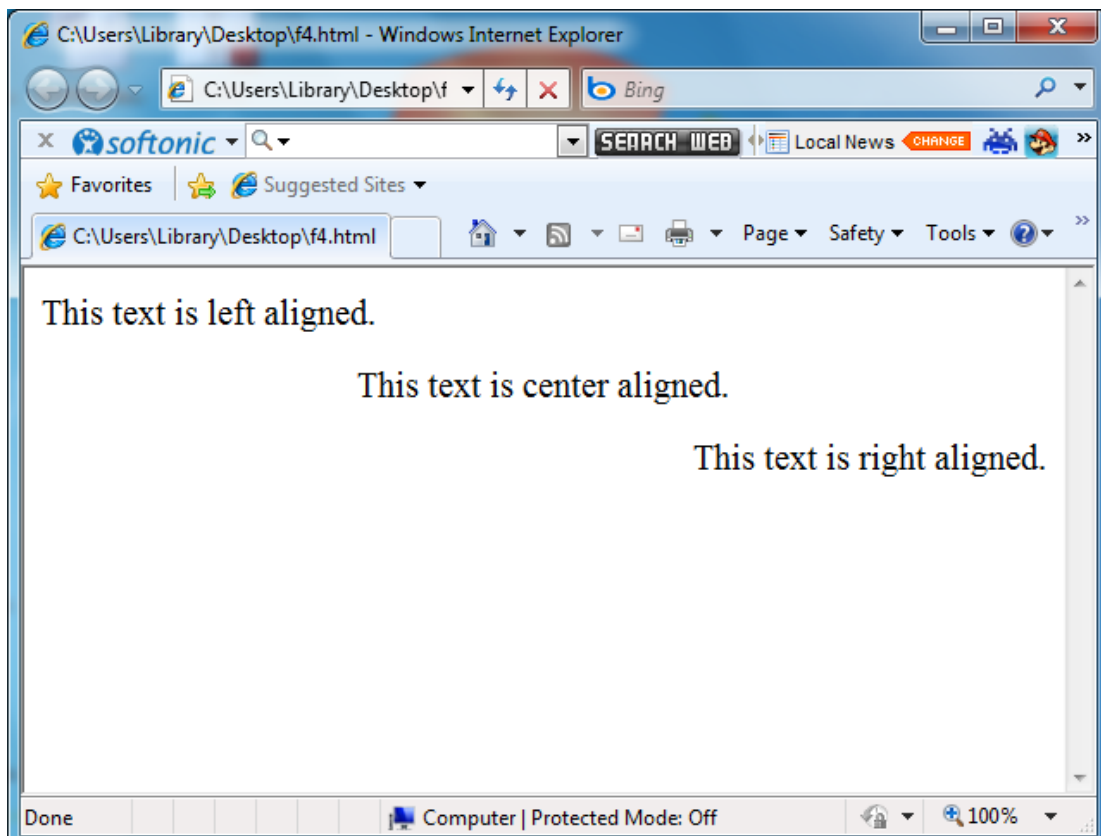 C:\Users\Library\Desktop\f4.html - Windows Internet Explorer
C:\Users\Library\Desktop\f Bing
softonic SEARCH WEB Local News CHANGE »
Favorites Suggested Sites
C:\Users\Library\Desktop\f4.html Page Safety Tools »
This text is left aligned.
This text is center aligned.
This text is right aligned.
Done Computer | Protected Mode: Off 100%